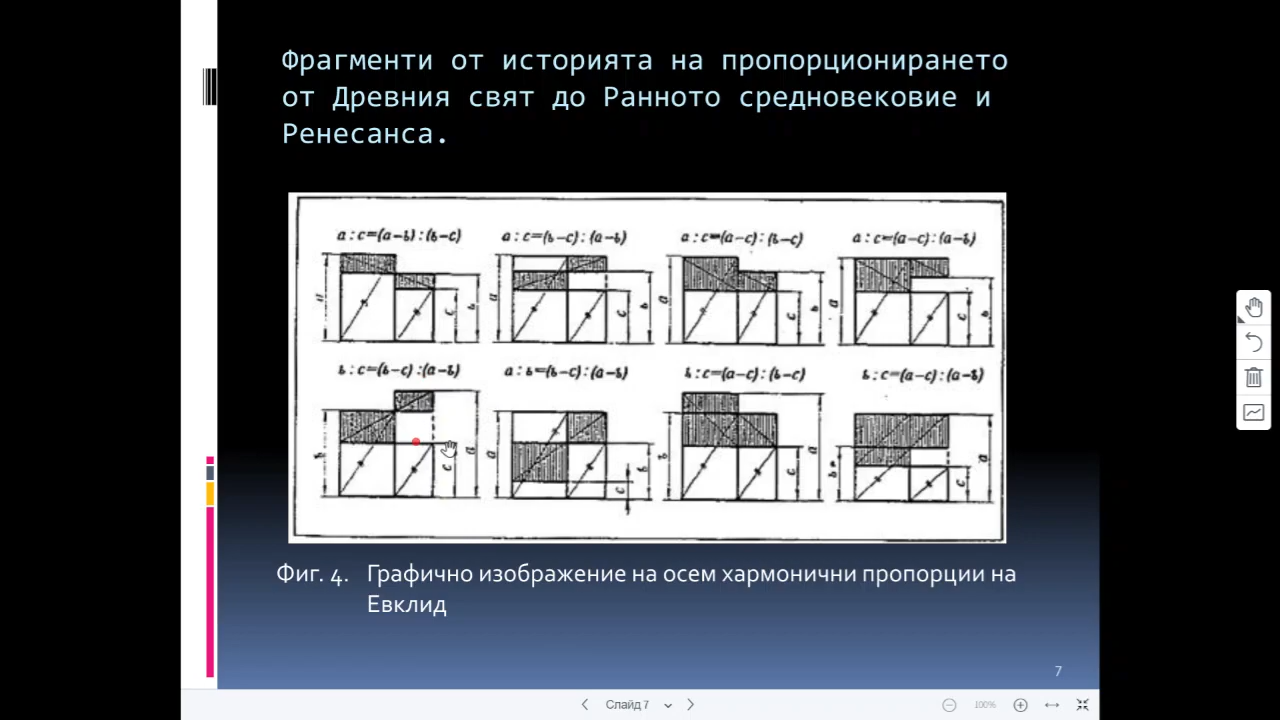 Фрагменти от историята на пропорционирането
от Древния свят до Ранното средновековие и
Ренесанса.
a : c=(a–b) : (b–c) a : c=(b–c) : (a–b) a : c=(a–c) : (b–c) a : c=(a–c) : (a–b)
a b c a b c a b c a b c
b : c=(b–c) : (a–b) a : b=(b–c) : (a–b) b : c=(a–c) : (b–c) b : c=(a–c) : (a–b)
b c a a c b b c a b c a
Фиг. 4. Графично изображение на осем хармонични пропорции на
Евклид
7
Слайд 7
100%